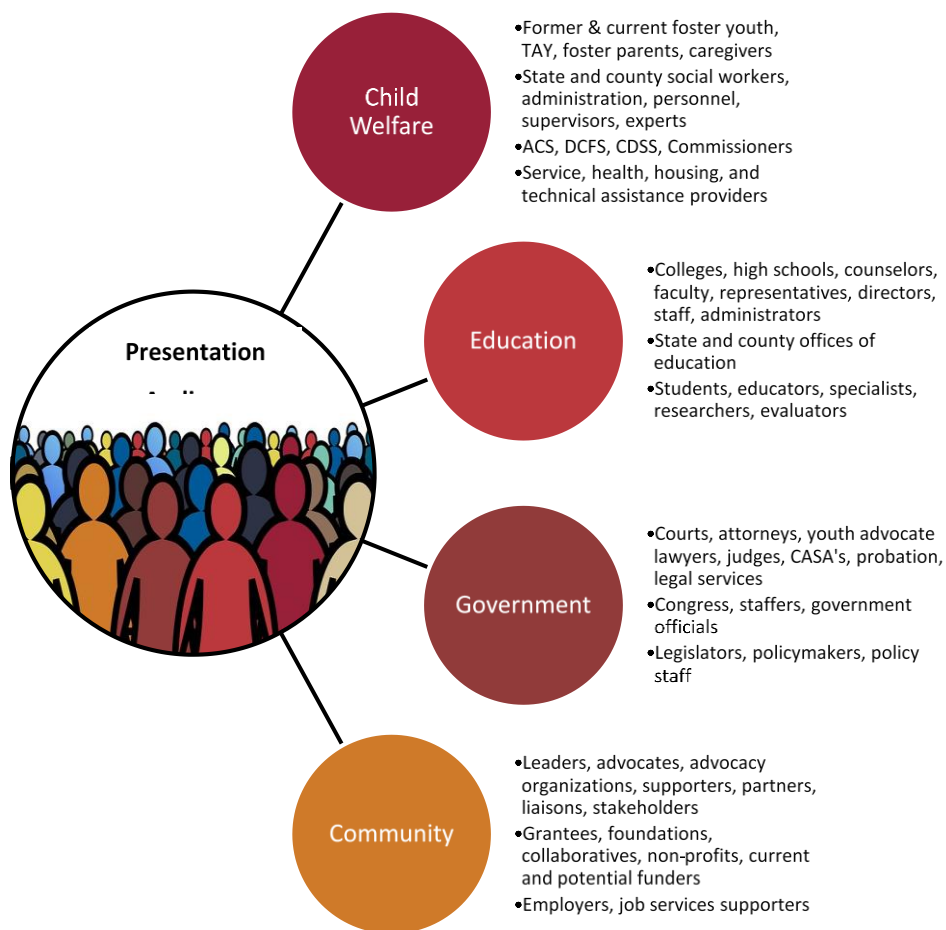 Presentation
Child
Welfare
•Former & current foster youth,
TAY, foster parents, caregivers
•State and county social workers,
administration, personnel,
supervisors, experts
•ACS, DCFS, CDSS, Commissioners
•Service, health, housing, and
technical assistance providers
Education
•Colleges, high schools, counselors,
faculty, representatives, directors,
staff, administrators
•State and county offices of
education
•Students, educators, specialists,
researchers, evaluators
Government
•Courts, attorneys, youth advocate
lawyers, judges, CASA's, probation,
legal services
•Congress, staffers, government
officials
•Legislators, policymakers, policy
staff
Community
•Leaders, advocates, advocacy
organizations, supporters, partners,
liaisons, stakeholders
•Grantees, foundations,
collaboratives, non-profits, current
and potential funders
•Employers, job services supporters